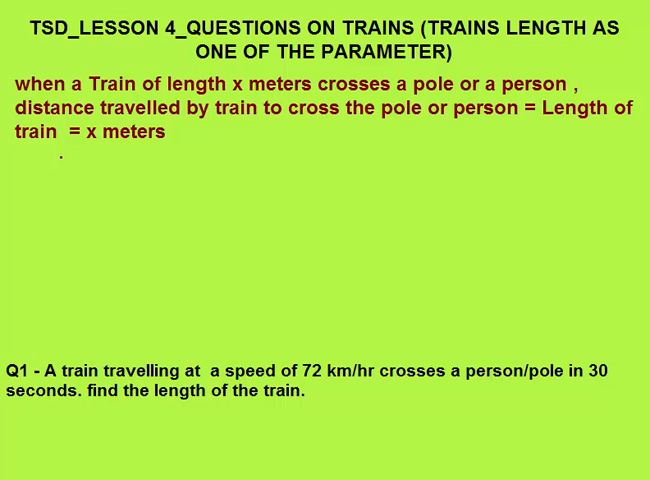 TSD_LESSON 4_QUESTIONS ON TRAINS (TRAINS LENGTH AS
ONE OF THE PARAMETER)
when a Train of length x meters crosses a pole or a person ,
distance travelled by train to cross the pole or person = Length of
train = x meters
.
Q1 - A train travelling at a speed of 72 km/hr crosses a person/pole in 30
seconds. find the length of the train.